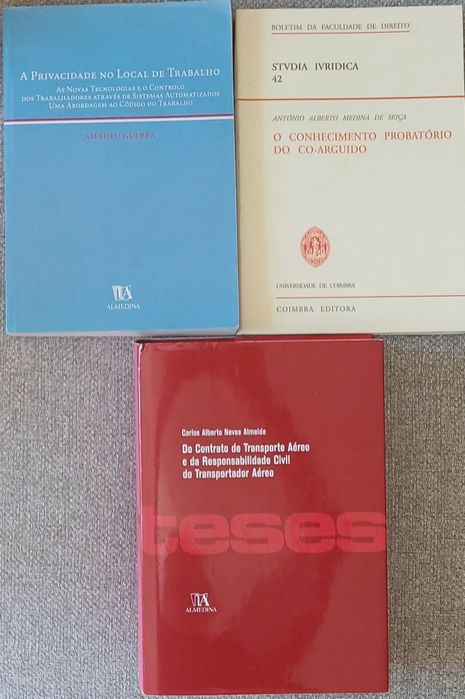 A PRIVACIDADE NO LOCAL DE TRABALHO
AS NOVAS TECNOLOGIAS E O CONTROLO
DOS TRABALHADORES ATRAVÉS DE SISTEMAS AUTOMATIZADOS
UMA ABORDAGEM AO CÓDIGO DO TRABALHO
AMADEU GUERRA
ALMEDINA
BOLETIM DA FACULDADE DE DIREITO
STVDIA IVRIDICA
42
ANTÓNIO ALBERTO MEDINA DE SEIÇA
O CONHECIMENTO PROBATÓRIO
DO CO-ARGUIDO
UNIVERSIDADE DE COIMBRA
COIMBRA EDITORA
Carlos Alberto Neves Almeida
Do Contrato de Transporte Aéreo
e da Responsabilidade Civil
do Transportador Aéreo
teses
ALMEDINA